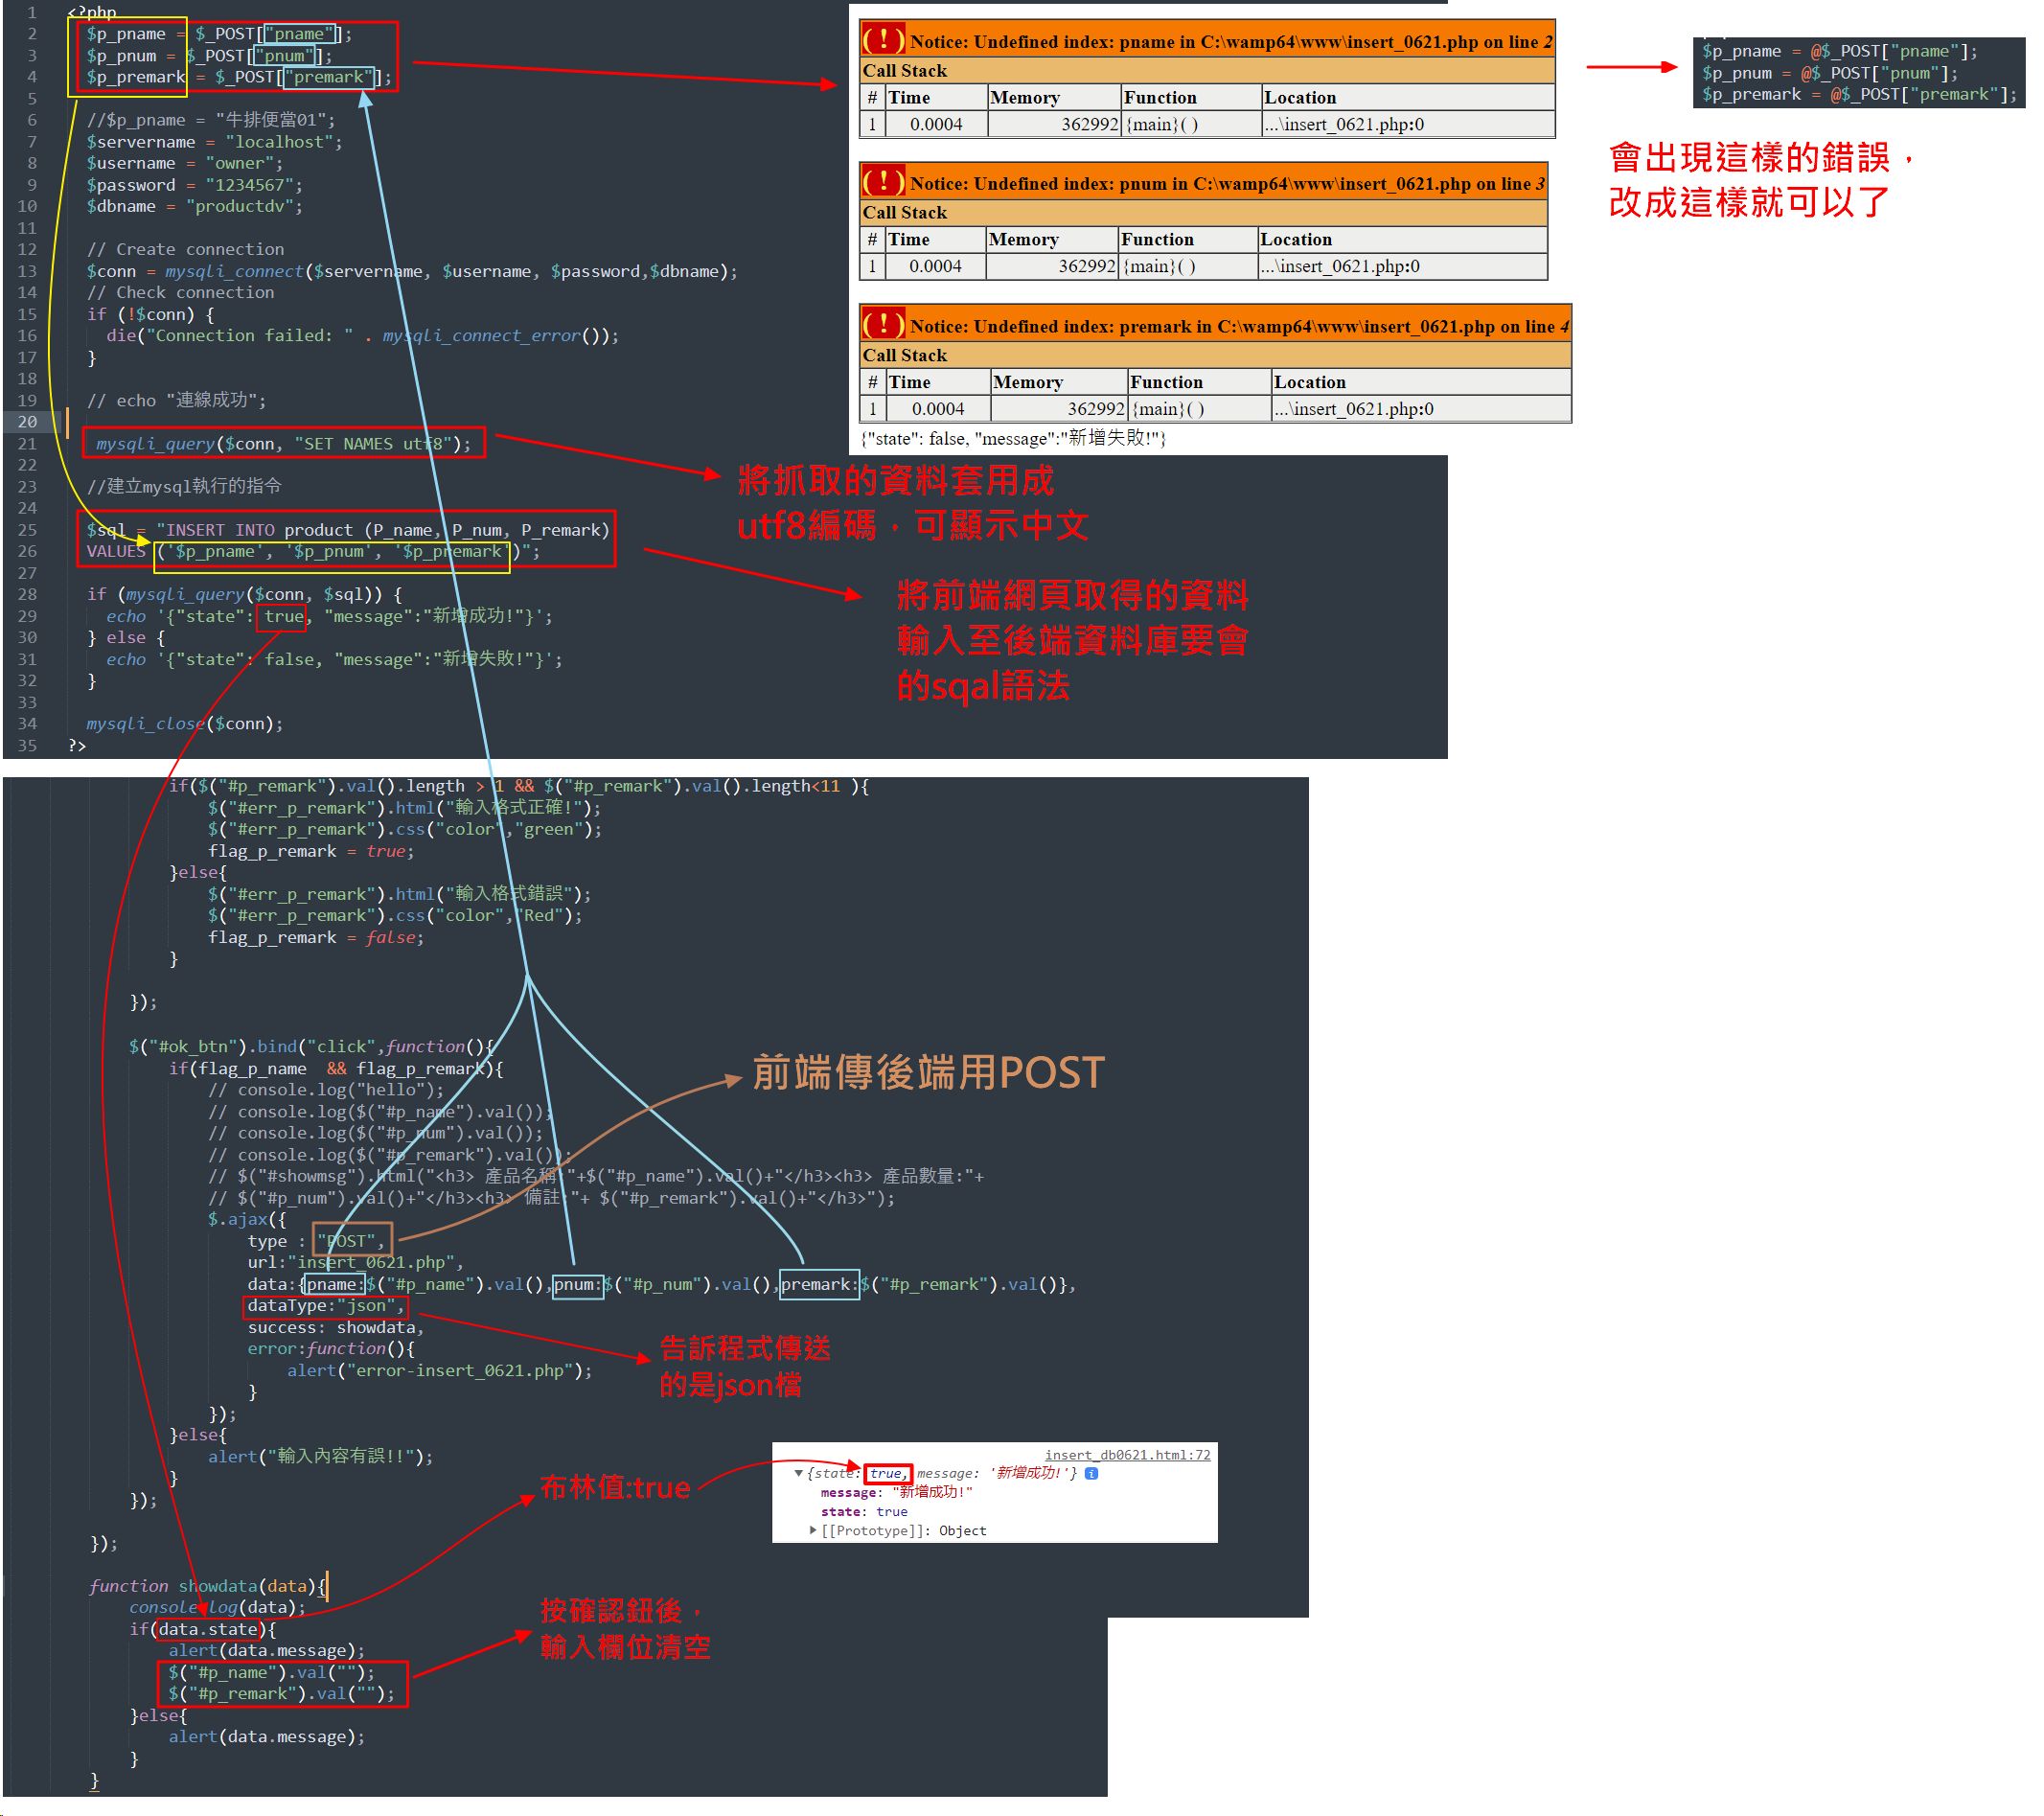 1 <?php
2 $p_pname = $_POST["pname"];
3 $p_pnum = $_POST["pnum"];
4 $p_premark = $_POST["premark"];
5
6 //$p_pname = "牛排便當01";
7 $servername = "localhost";
8 $username = "owner";
9 $password = "1234567";
10 $dbname = "productdv";
11
12 // Create connection
13 $conn = mysqli_connect($servername, $username, $password,$dbname);
14 // Check connection
15 if (!$conn) {
16 die("Connection failed: " . mysqli_connect_error());
17 }
18
19 // echo "連線成功";
20
21 mysqli_query($conn, "SET NAMES utf8");
22
23 //建立mysql執行的指令
24
25 $sql = "INSERT INTO product (P_name, P_num, P_remark)
26 VALUES ('$p_pname', '$p_pnum', '$p_premark')";
27
28 if (mysqli_query($conn, $sql)) {
29 echo '{"state": true, "message":"新增成功!"}';
30 } else {
31 echo '{"state": false, "message":"新增失敗!"}';
32 }
33
34 mysqli_close($conn);
35 ?>
(!) Notice: Undefined index: pname in C:\wamp64\www\insert_0621.php on line 2
Call Stack
# Time Memory Function Location
1 0.0004 362992 {main}( ) ...\insert_0621.php:0
(!) Notice: Undefined index: pnum in C:\wamp64\www\insert_0621.php on line 3
Call Stack
# Time Memory Function Location
1 0.0004 362992 {main}( ) ...\insert_0621.php:0
(!) Notice: Undefined index: premark in C:\wamp64\www\insert_0621.php on line 4
Call Stack
# Time Memory Function Location
1 0.0004 362992 {main}( ) ...\insert_0621.php:0
{"state": false, "message":"新增失敗!"}
$p_pname = @$_POST["pname"];
$p_pnum = @$_POST["pnum"];
$p_premark = @$_POST["premark"];
會出現這樣的錯誤，
改成這樣就可以了
將抓取的資料套用成
utf8編碼，可顯示中文
將前端網頁取得的資料
輸入至後端資料庫要會
的sqal語法
if($("#p_remark").val().length > 1 && $("#p_remark").val().length<11 ){
$("#err_p_remark").html("輸入格式正確!");
$("#err_p_remark").css("color","green");
flag_p_remark = true;
}else{
$("#err_p_remark").html("輸入格式錯誤");
$("#err_p_remark").css("color","Red");
flag_p_remark = false;
}
});
$("#ok_btn").bind("click",function(){
if(flag_p_name && flag_p_remark){
// console.log("hello");
// console.log($("#p_name").val());
// console.log($("#p_num").val());
// console.log($("#p_remark").val());
// $("#showmsg").html("<h3> 產品名稱:"+$("#p_name").val()+"</h3><h3> 產品數量:"+
// $("#p_num").val()+"</h3><h3> 備註:"+ $("#p_remark").val()+"</h3>");
$.ajax({
type : "POST",
url:"insert_0621.php",
data:{pname:$("#p_name").val(),pnum:$("#p_num").val(),premark:$("#p_remark").val()},
dataType:"json",
success: showdata,
error:function(){
alert("error-insert_0621.php");
}
});
}else{
alert("輸入內容有誤!!");
}
});
});
function showdata(data){
console.log(data);
if(data.state){
alert(data.message);
$("#p_name").val("");
$("#p_remark").val("");
}else{
alert(data.message);
}
}
前端傳後端用POST
告訴程式傳送
的是json檔
布林值:true
insert_db0621.html:72
▼{state: true, message: '新增成功!'} i
message: "新增成功!"
state: true
▶[[Prototype]]: Object
按確認鈕後，
輸入欄位清空